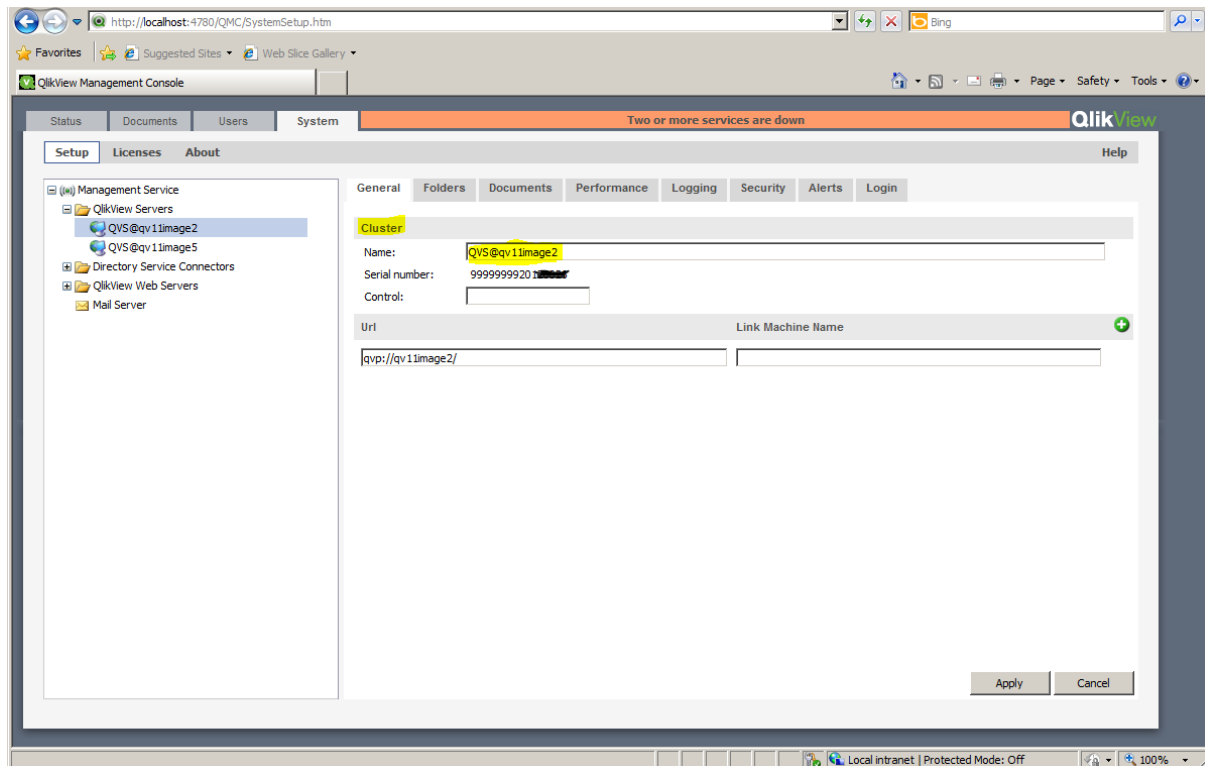 http://localhost:4780/QMC/SystemSetup.htm
Bing
Favorites Suggested Sites Web Slice Gallery
QlikView Management Console
Page Safety Tools
Status Documents Users System Two or more services are down QlikView
Setup Licenses About Help
Management Service
QlikView Servers
QVS@qv11image2
QVS@qv11image5
Directory Service Connectors
QlikView Web Servers
Mail Server
General Folders Documents Performance Logging Security Alerts Login
Cluster
Name: QVS@qv11image2
Serial number: 9999999920
Control:
Url Link Machine Name
qvp://qv11image2/
Apply Cancel
Local intranet | Protected Mode: Off 100%